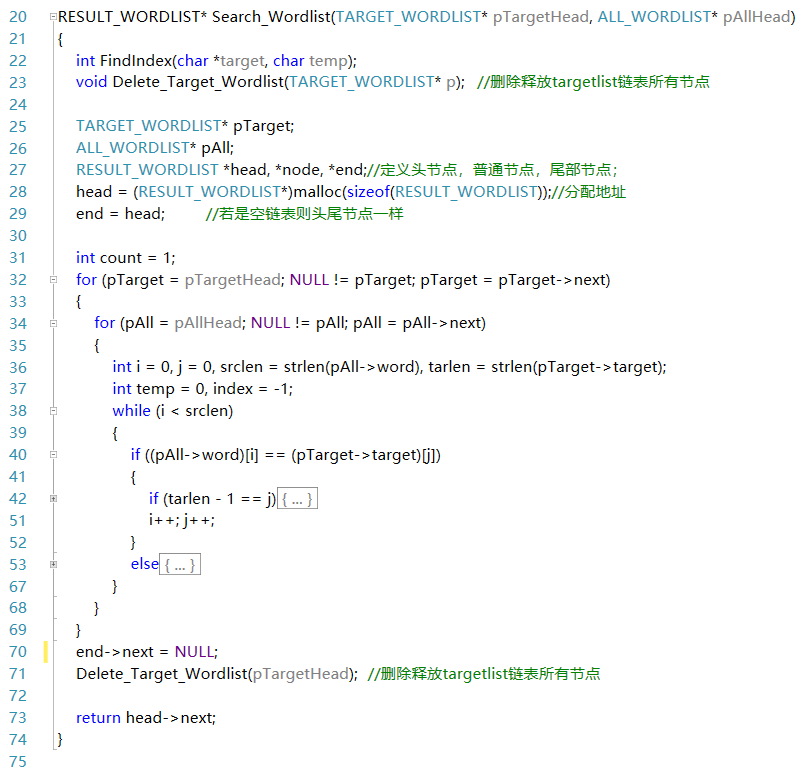 20 RESULT_WORDLIST* Search_Wordlist(TARGET_WORDLIST* pTargetHead, ALL_WORDLIST* pAllHead)
21 {
22 int FindIndex(char *target, char temp);
23 void Delete_Target_Wordlist(TARGET_WORDLIST* p); //删除释放targetlist链表所有节点
24
25 TARGET_WORDLIST* pTarget;
26 ALL_WORDLIST* pAll;
27 RESULT_WORDLIST *head, *node, *end;//定义头节点，普通节点，尾部节点；
28 head = (RESULT_WORDLIST*)malloc(sizeof(RESULT_WORDLIST));//分配地址
29 end = head; //若是空链表则头尾节点一样
30
31 int count = 1;
32 for (pTarget = pTargetHead; NULL != pTarget; pTarget = pTarget->next)
33 {
34 for (pAll = pAllHead; NULL != pAll; pAll = pAll->next)
35 {
36 int i = 0, j = 0, srclen = strlen(pAll->word), tarlen = strlen(pTarget->target);
37 int temp = 0, index = -1;
38 while (i < srclen)
39 {
40 if ((pAll->word)[i] == (pTarget->target)[j])
41 {
42 if (tarlen - 1 == j){ ... }
51 i++; j++;
52 }
53 else{ ... }
67 }
68 }
69 }
70 end->next = NULL;
71 Delete_Target_Wordlist(pTargetHead); //删除释放targetlist链表所有节点
72
73 return head->next;
74 }
75